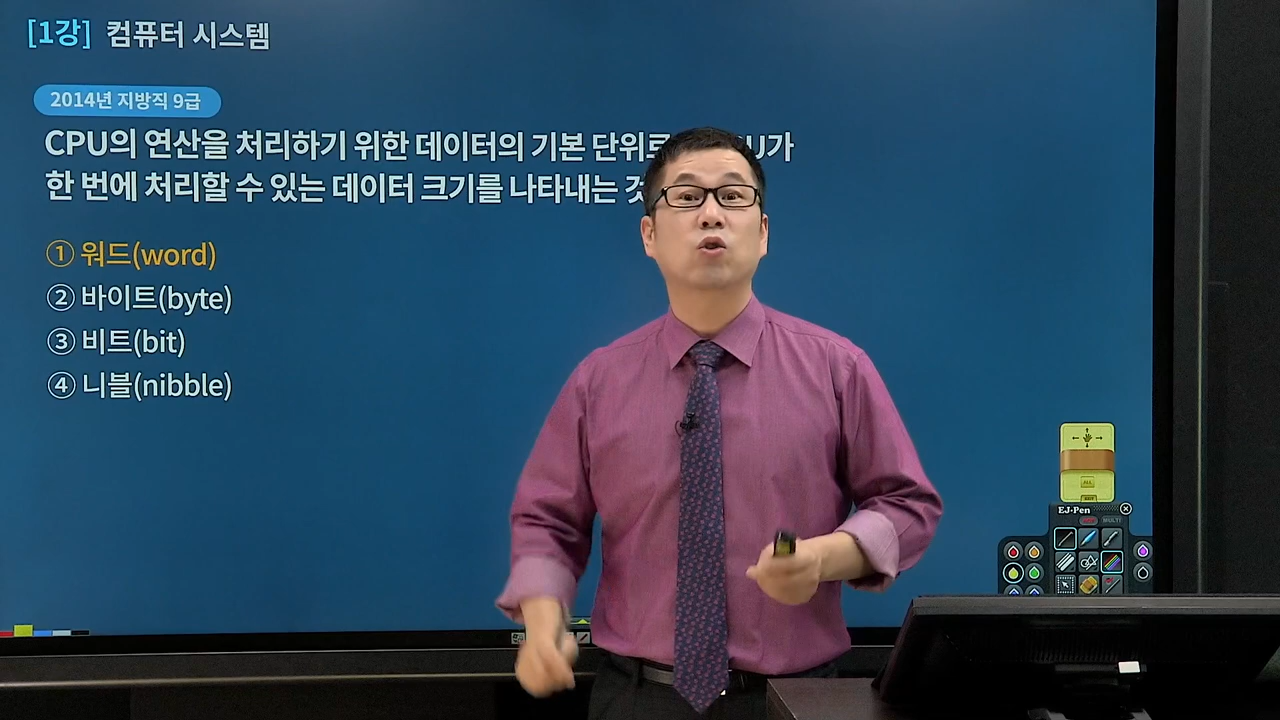 [1강] 컴퓨터 시스템
2014년 지방직 9급
CPU의 연산을 처리하기 위한 데이터의 기본 단위로
한 번에 처리할 수 있는 데이터 크기를 나타내는
① 워드(word)
② 바이트(byte)
③ 비트(bit)
④ 니블(nibble)
ALL
EJ-Pen
MULTI